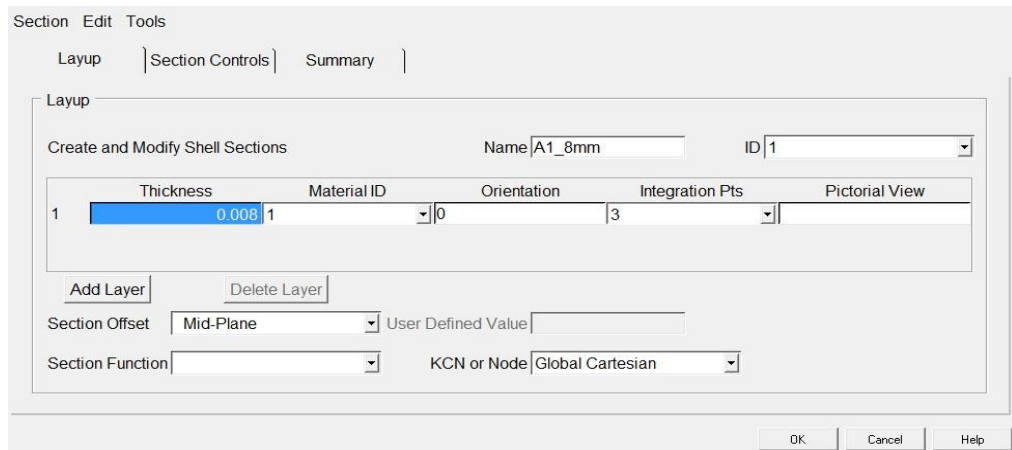 Section Edit Tools
Layup Section Controls Summary
Layup
Create and Modify Shell Sections Name A1_8mm ID 1
Thickness Material ID Orientation Integration Pts Pictorial View
1 0.008 1 0 3
Add Layer Delete Layer
Section Offset Mid-Plane User Defined Value
Section Function KCN or Node Global Cartesian
OK Cancel Help